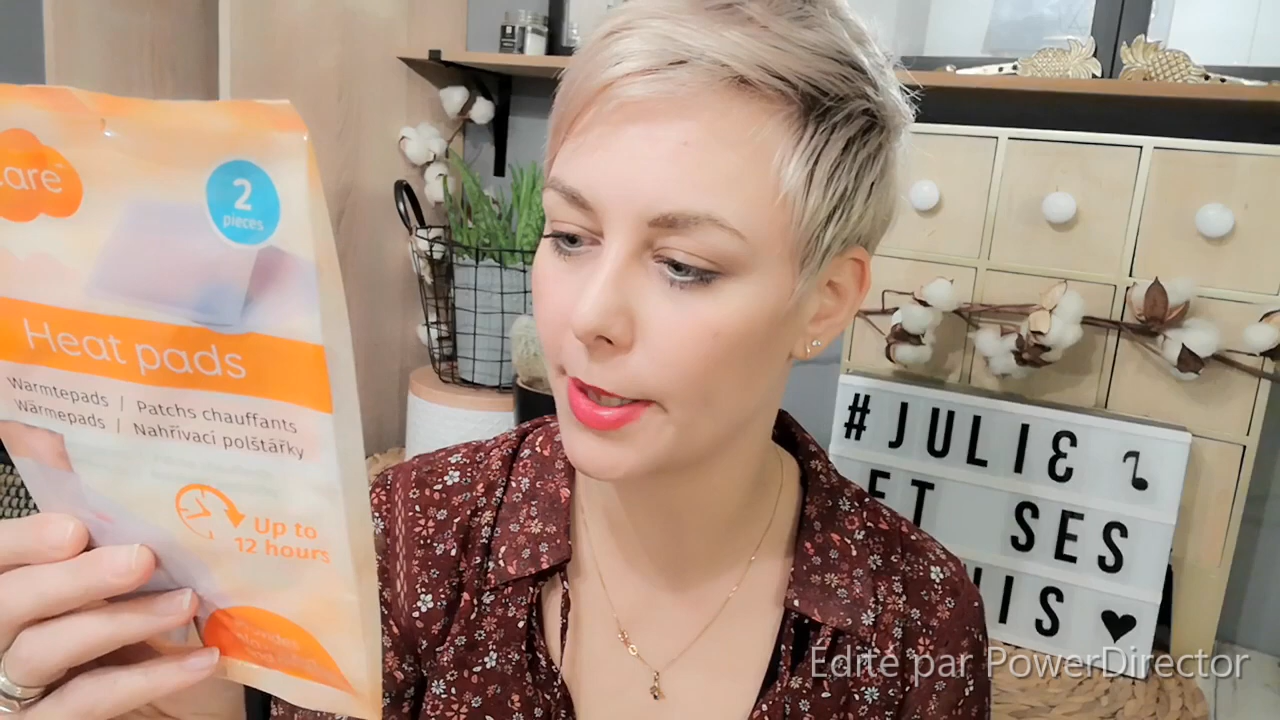 care
2
pieces
Heat pads
Warmtepads | Patchs chauffants
Wärmepads | Nahřívací polštářky
Up to
12 hours
Provides
#JULIE
ET SES
Edité par PowerDirector